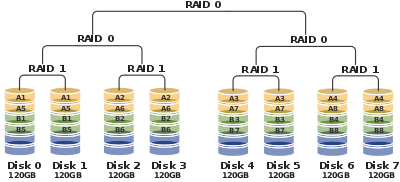 RAID 0
RAID 0 RAID 0
RAID 1 RAID 1 RAID 1 RAID 1
A1 A1 A2 A2 A3 A3 A4 A4
A5 A5 A6 A6 A7 A7 A8 A8
B1 B1 B2 B2 B3 B3 B4 B4
B5 B5 B6 B6 B7 B7 B8 B8
Disk 0 Disk 1 Disk 2 Disk 3 Disk 4 Disk 5 Disk 6 Disk 7
120GB 120GB 120GB 120GB 120GB 120GB 120GB 120GB